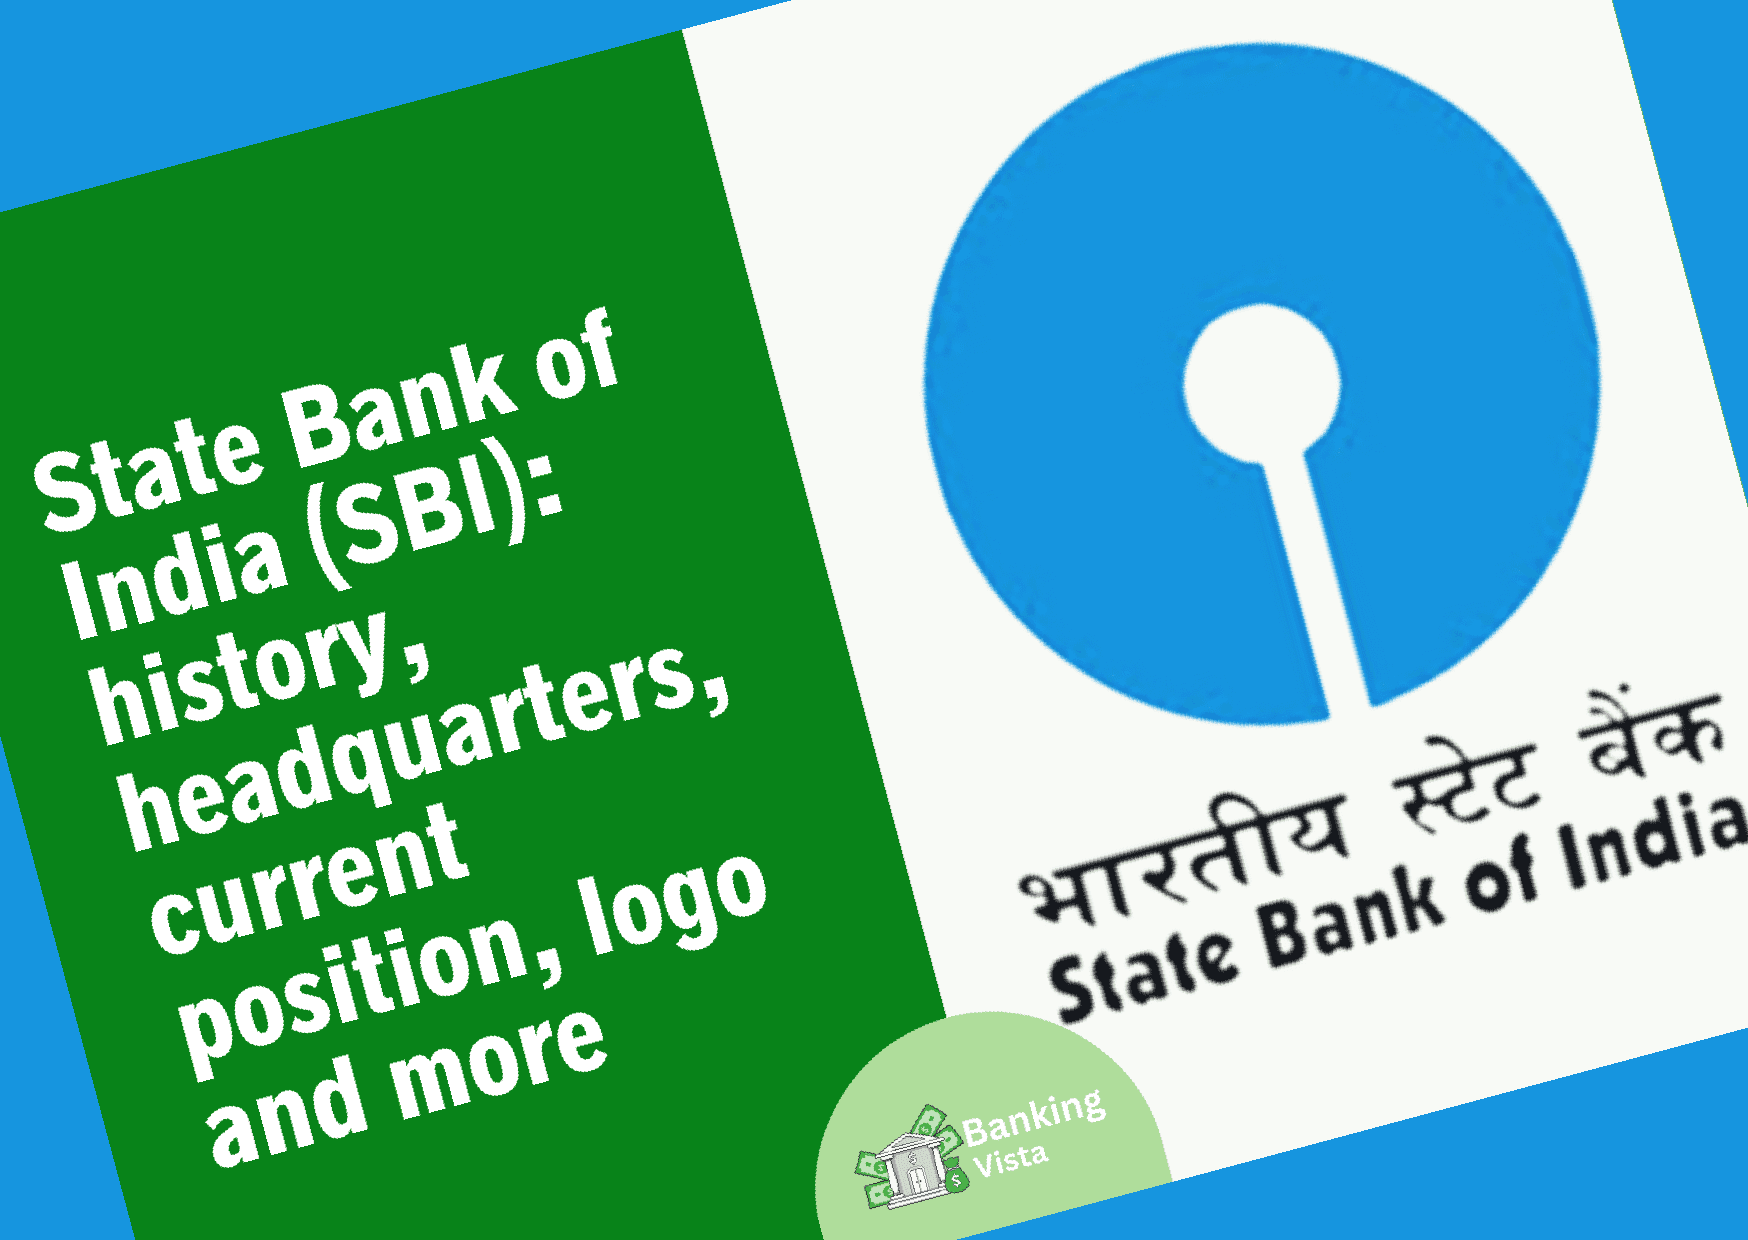 State Bank of
India (SBI):
history,
headquarters,
current
position, logo
and more
भारतीय स्टेट बैंक
State Bank of India
Banking
Vista